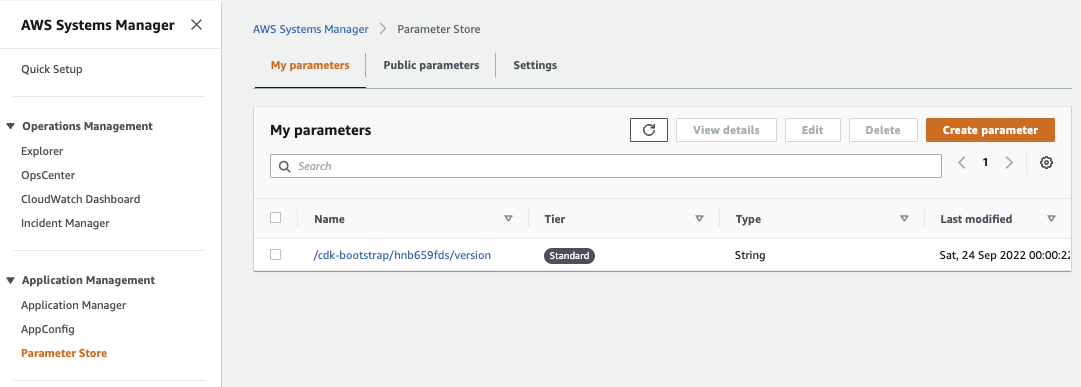 AWS Systems Manager
Quick Setup
Operations Management
Explorer
OpsCenter
CloudWatch Dashboard
Incident Manager
Application Management
Application Manager
AppConfig
Parameter Store
AWS Systems Manager Parameter Store
My parameters Public parameters Settings
My parameters View details Edit Delete Create parameter
Search 1
Name Tier Type Last modified
/cdk-bootstrap/hnb659fds/version Standard String Sat, 24 Sep 2022 00:00:22